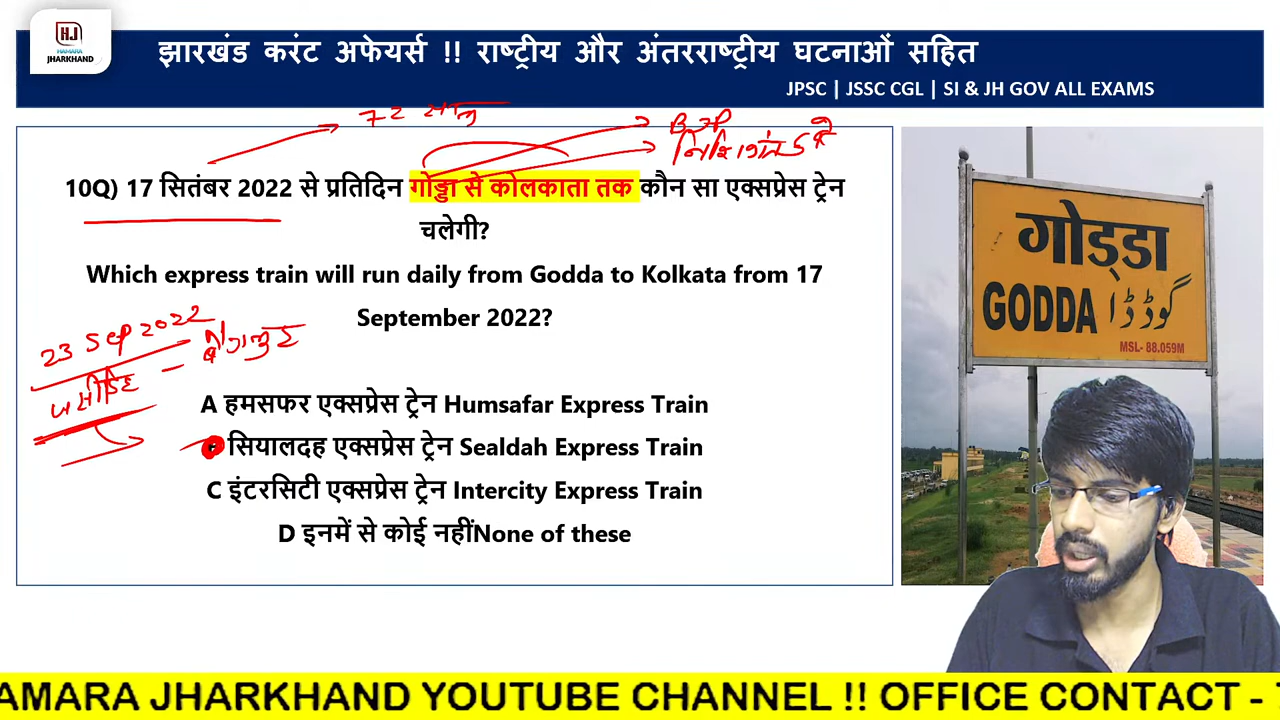 HJ
HAMARA
JHARKHAND
झारखंड करंट अफेयर्स !! राष्ट्रीय और अंतरराष्ट्रीय घटनाओं सहित
JPSC | JSSC CGL | SI & JH GOV ALL EXAMS
72 साल
BJP
10Q) 17 सितंबर 2022 से प्रतिदिन गोड्डा से कोलकाता तक कौन सा एक्सप्रेस ट्रेन
चलेगी?
Which express train will run daily from Godda to Kolkata from 17
September 2022?
23 Sep 2022
A हमसफर एक्सप्रेस ट्रेन Humsafar Express Train
सियालदह एक्सप्रेस ट्रेन Sealdah Express Train
C इंटरसिटी एक्सप्रेस ट्रेन Intercity Express Train
D इनमें से कोई नहींNone of these
गोड्डा
GODDA گوڈڈا
MSL- 88.059M
AMARA JHARKHAND YOUTUBE CHANNEL !! OFFICE CONTACT -